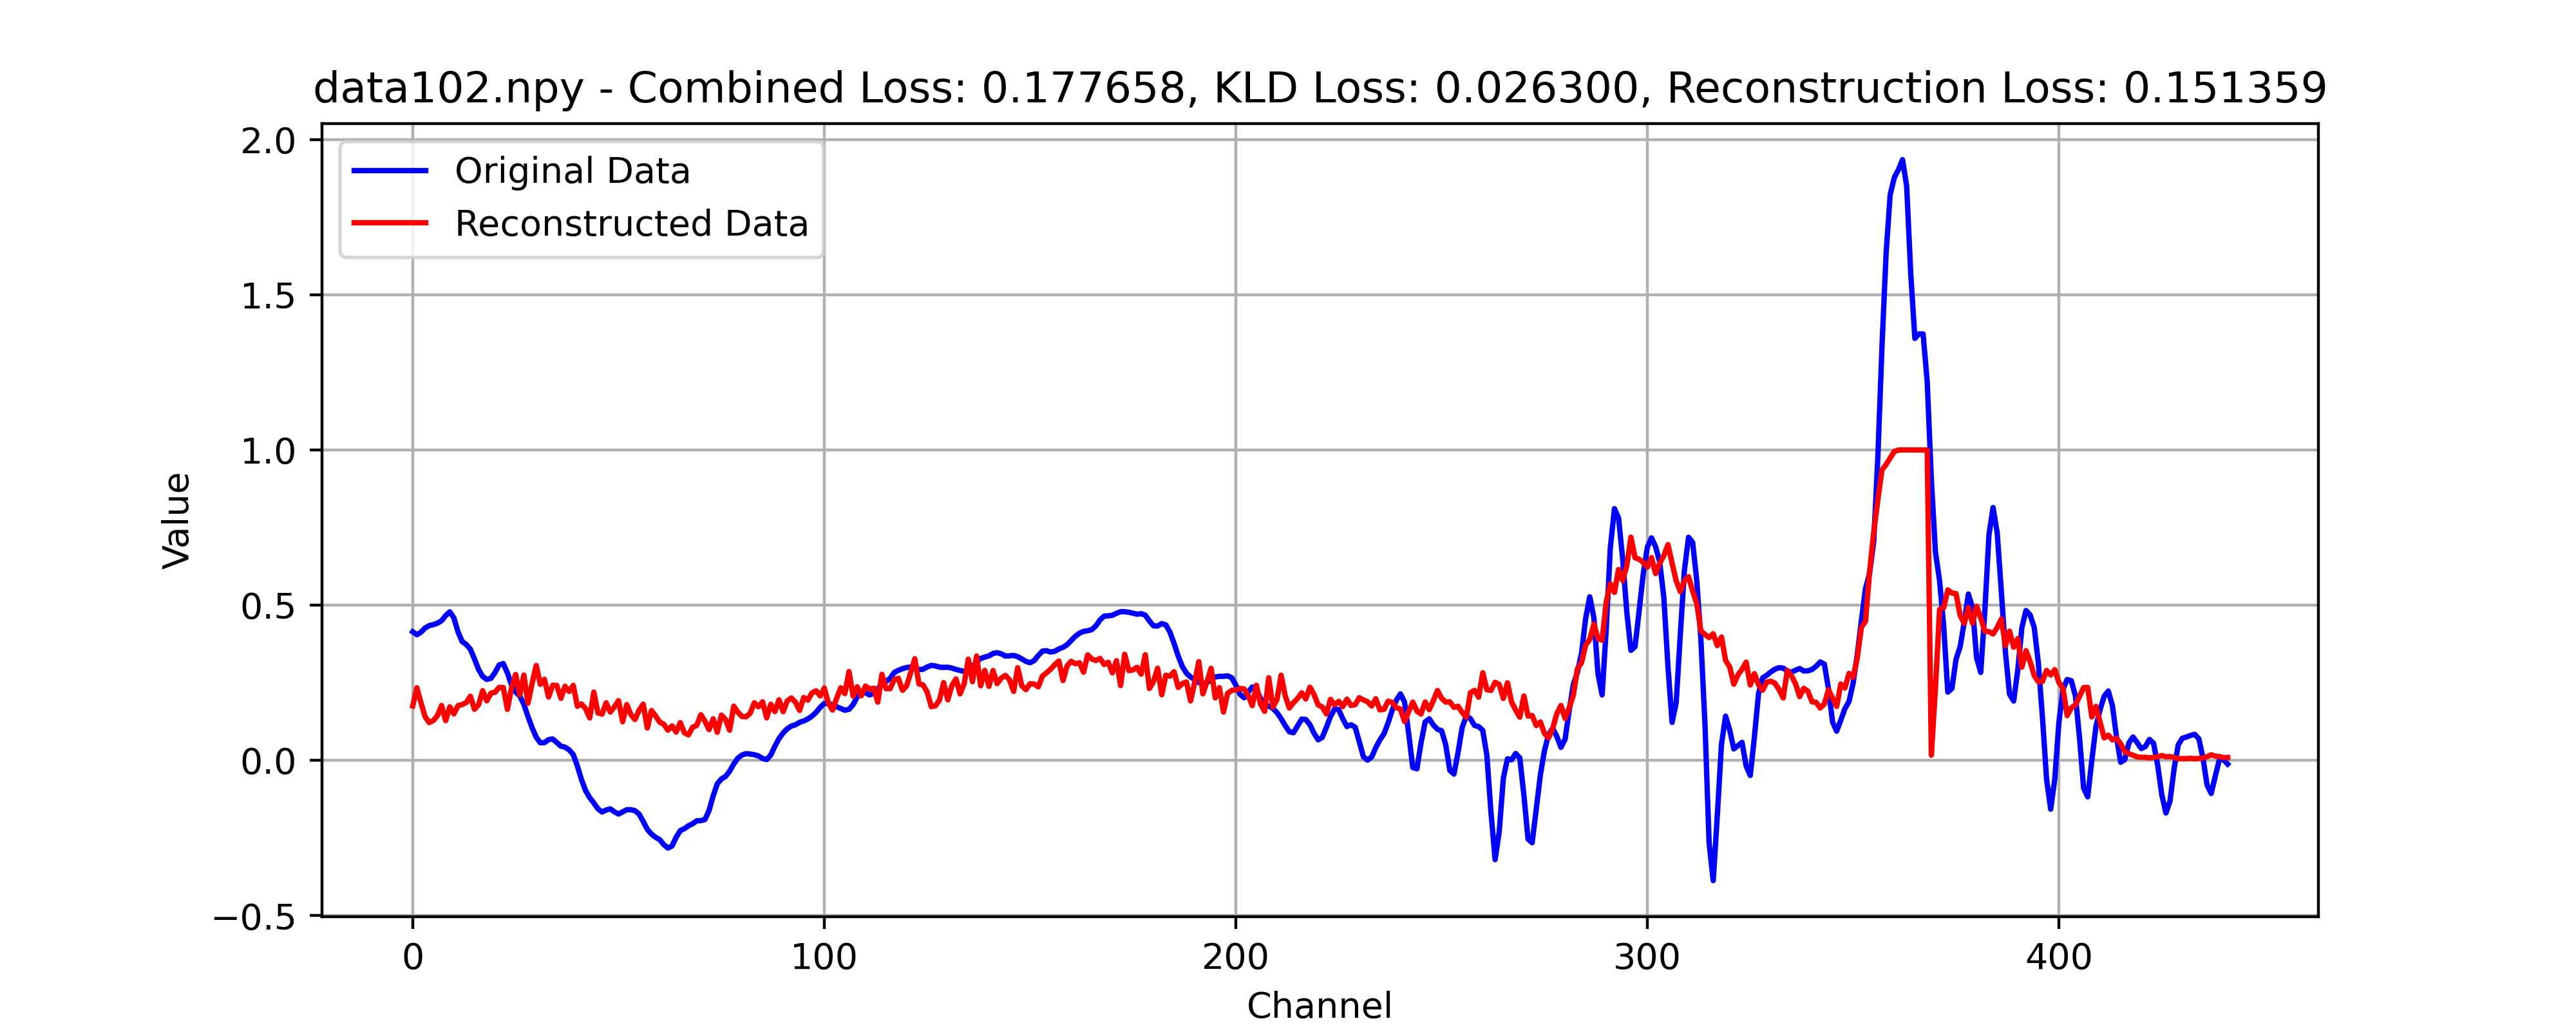 data102.npy - Combined Loss: 0.177658, KLD Loss: 0.026300, Reconstruction Loss: 0.151359
Original Data
Reconstructed Data
2.0
1.5
1.0
0.5
0.0
−0.5
Value
0 100 200 300 400
Channel